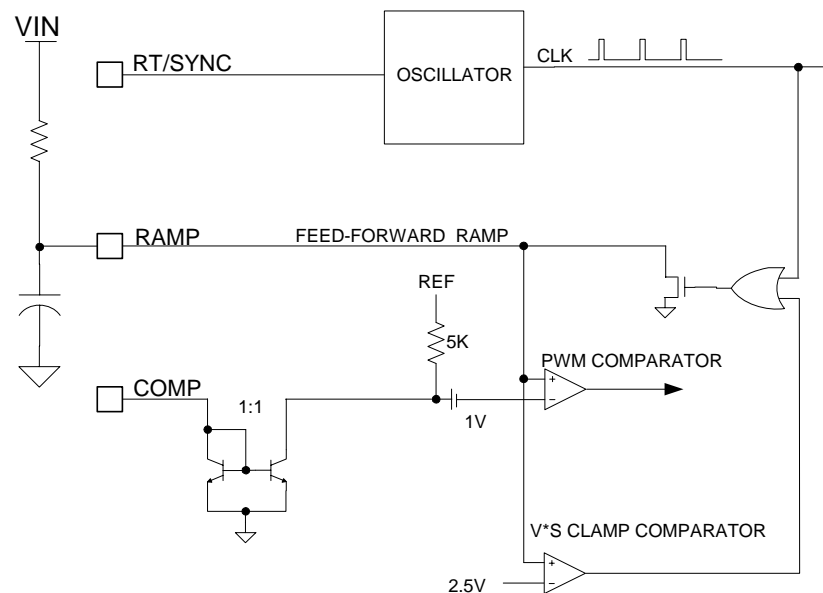 VIN
RT/SYNC
OSCILLATOR
CLK
RAMP
FEED-FORWARD RAMP
REF
5K
PWM COMPARATOR
+
-
COMP
1:1
1V
V*S CLAMP COMPARATOR
+
-
2.5V